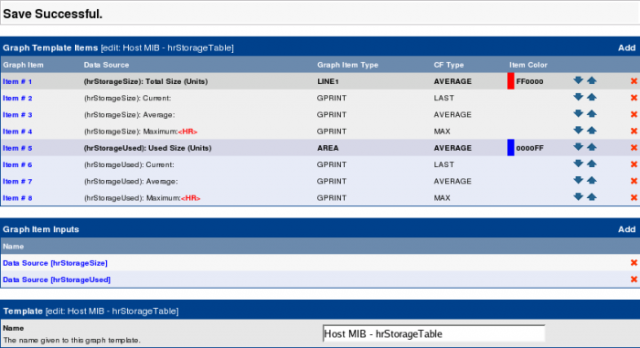 Save Successful.
Graph Template Items [edit: Host MIB - hrStorageTable] Add
Graph Item Data Source Graph Item Type CF Type Item Color
Item # 1 (hrStorageSize): Total Size (Units) LINE1 AVERAGE FF0000
Item # 2 (hrStorageSize): Current: GPRINT LAST
Item # 3 (hrStorageSize): Average: GPRINT AVERAGE
Item # 4 (hrStorageSize): Maximum:<HR> GPRINT MAX
Item # 5 (hrStorageUsed): Used Size (Units) AREA AVERAGE 0000FF
Item # 6 (hrStorageUsed): Current: GPRINT LAST
Item # 7 (hrStorageUsed): Average: GPRINT AVERAGE
Item # 8 (hrStorageUsed): Maximum:<HR> GPRINT MAX
Graph Item Inputs Add
Name
Data Source [hrStorageSize]
Data Source [hrStorageUsed]
Template [edit: Host MIB - hrStorageTable]
Name
The name given to this graph template.
Host MIB - hrStorageTable